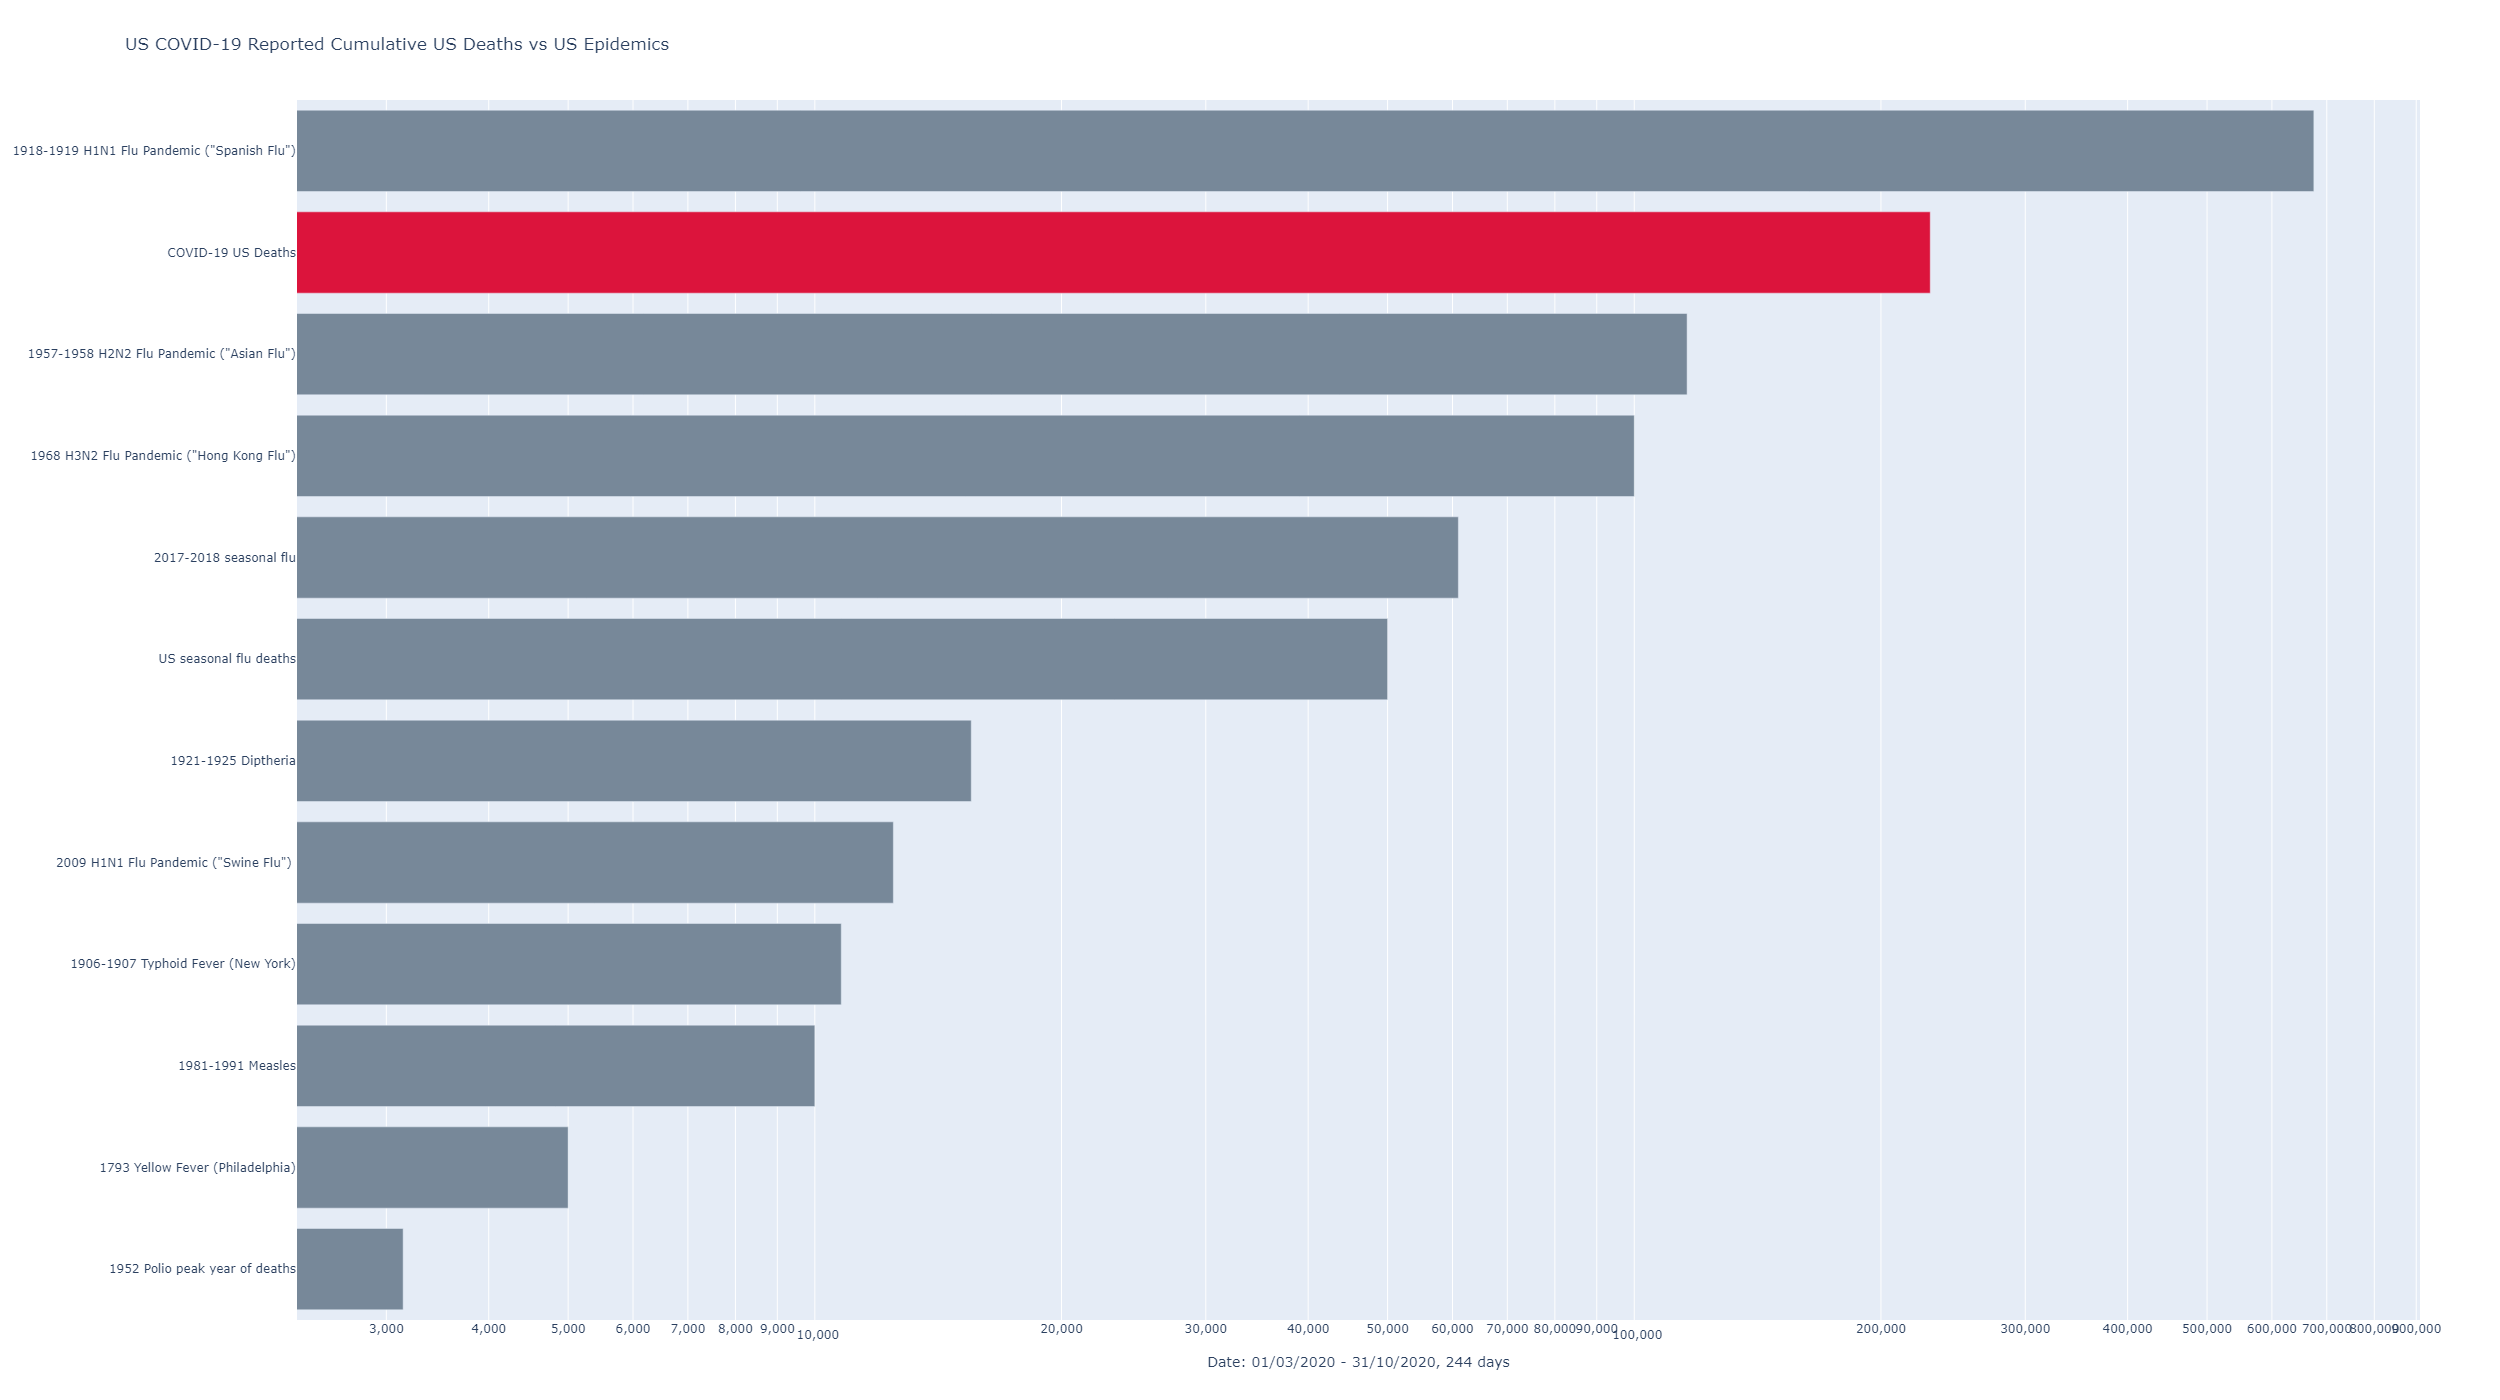 US COVID-19 Reported Cumulative US Deaths vs US Epidemics
1918-1919 H1N1 Flu Pandemic ("Spanish Flu")
COVID-19 US Deaths
1957-1958 H2N2 Flu Pandemic ("Asian Flu")
1968 H3N2 Flu Pandemic ("Hong Kong Flu")
2017-2018 seasonal flu
US seasonal flu deaths
1921-1925 Diptheria
2009 H1N1 Flu Pandemic ("Swine Flu")
1906-1907 Typhoid Fever (New York)
1981-1991 Measles
1793 Yellow Fever (Philadelphia)
1952 Polio peak year of deaths
3,000 4,000 5,000 6,000 7,000 8,000 9,000 10,000 20,000 30,000 40,000 50,000 60,000 70,000 80,000 90,000 100,000 200,000 300,000 400,000 500,000 600,000 700,000 800,000 900,000
Date: 01/03/2020 - 31/10/2020, 244 days